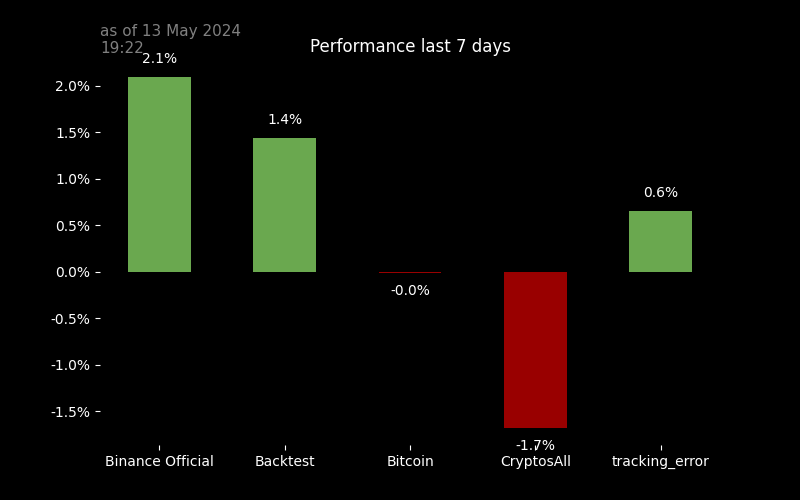 as of 13 May 2024
19:22
Performance last 7 days
2.1%
1.4%
-0.0%
-1.7%
0.6%
2.0%
1.5%
1.0%
0.5%
0.0%
-0.5%
-1.0%
-1.5%
Binance Official
Backtest
Bitcoin
CryptosAll
tracking_error